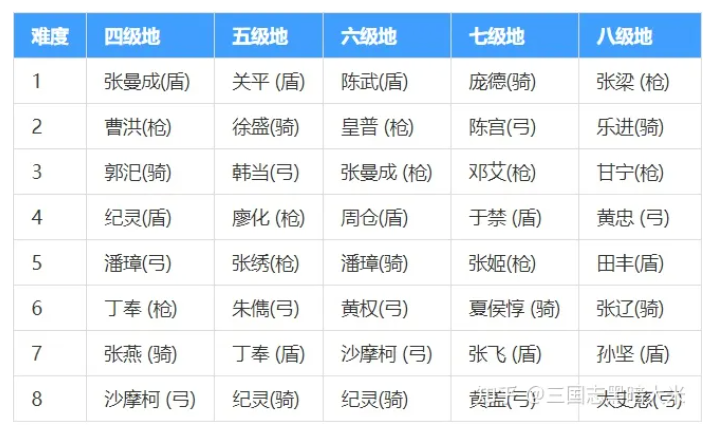 难度 四级地 五级地 六级地 七级地 八级地
1 张曼成(盾) 关平 (盾) 陈武(盾) 庞德(骑) 张梁 (枪)
2 曹洪(枪) 徐盛(骑) 皇普 (枪) 陈宫(弓) 乐进(骑)
3 郭汜(骑) 韩当(弓) 张曼成 (枪) 邓艾(枪) 甘宁(枪)
4 纪灵(盾) 廖化 (枪) 周仓(盾) 于禁 (盾) 黄忠 (弓)
5 潘璋(弓) 张绣(枪) 潘璋(骑) 张姬(枪) 田丰(盾)
6 丁奉 (枪) 朱儁(弓) 黄权(弓) 夏侯惇 (骑) 张辽(骑)
7 张燕 (骑) 丁奉 (盾) 沙摩柯 (弓) 张飞 (盾) 孙坚 (盾)
8 沙摩柯 (弓) 纪灵(骑) 纪灵(骑) 黄盖(弓) 太史慈(弓)
知乎 @三国志黑暗大米